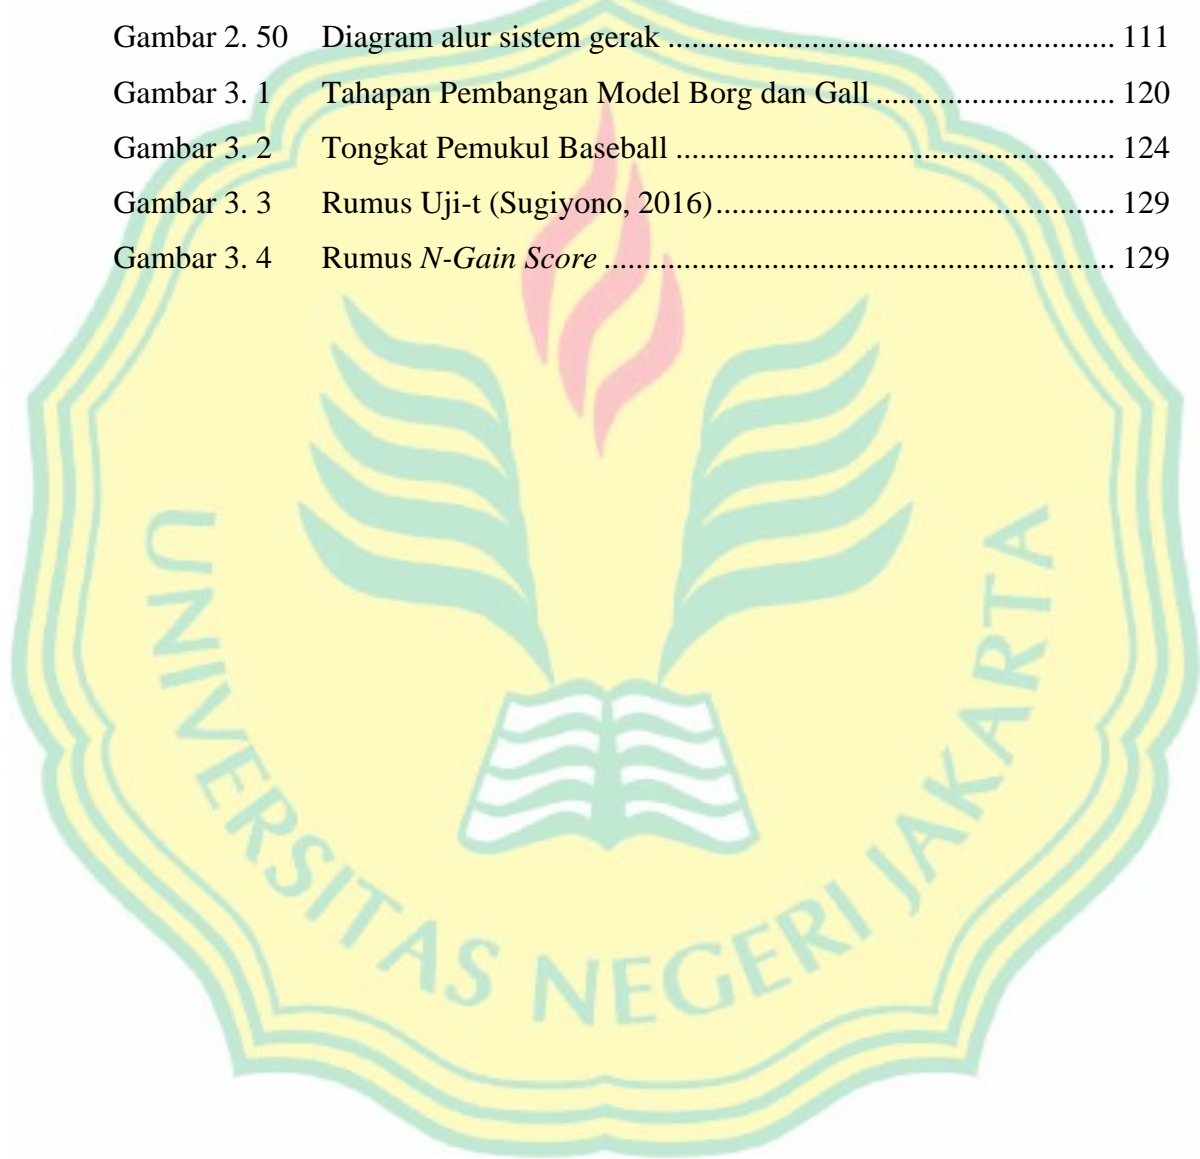 Gambar 2. 50 Diagram alur sistem gerak ....................................................... 111
Gambar 3. 1 Tahapan Pembangan Model Borg dan Gall ............................. 120
Gambar 3. 2 Tongkat Pemukul Baseball ...................................................... 124
Gambar 3. 3 Rumus Uji-t (Sugiyono, 2016) ................................................. 129
Gambar 3. 4 Rumus N-Gain Score ............................................................... 129
UNIVERSITAS NEGERI JAKARTA